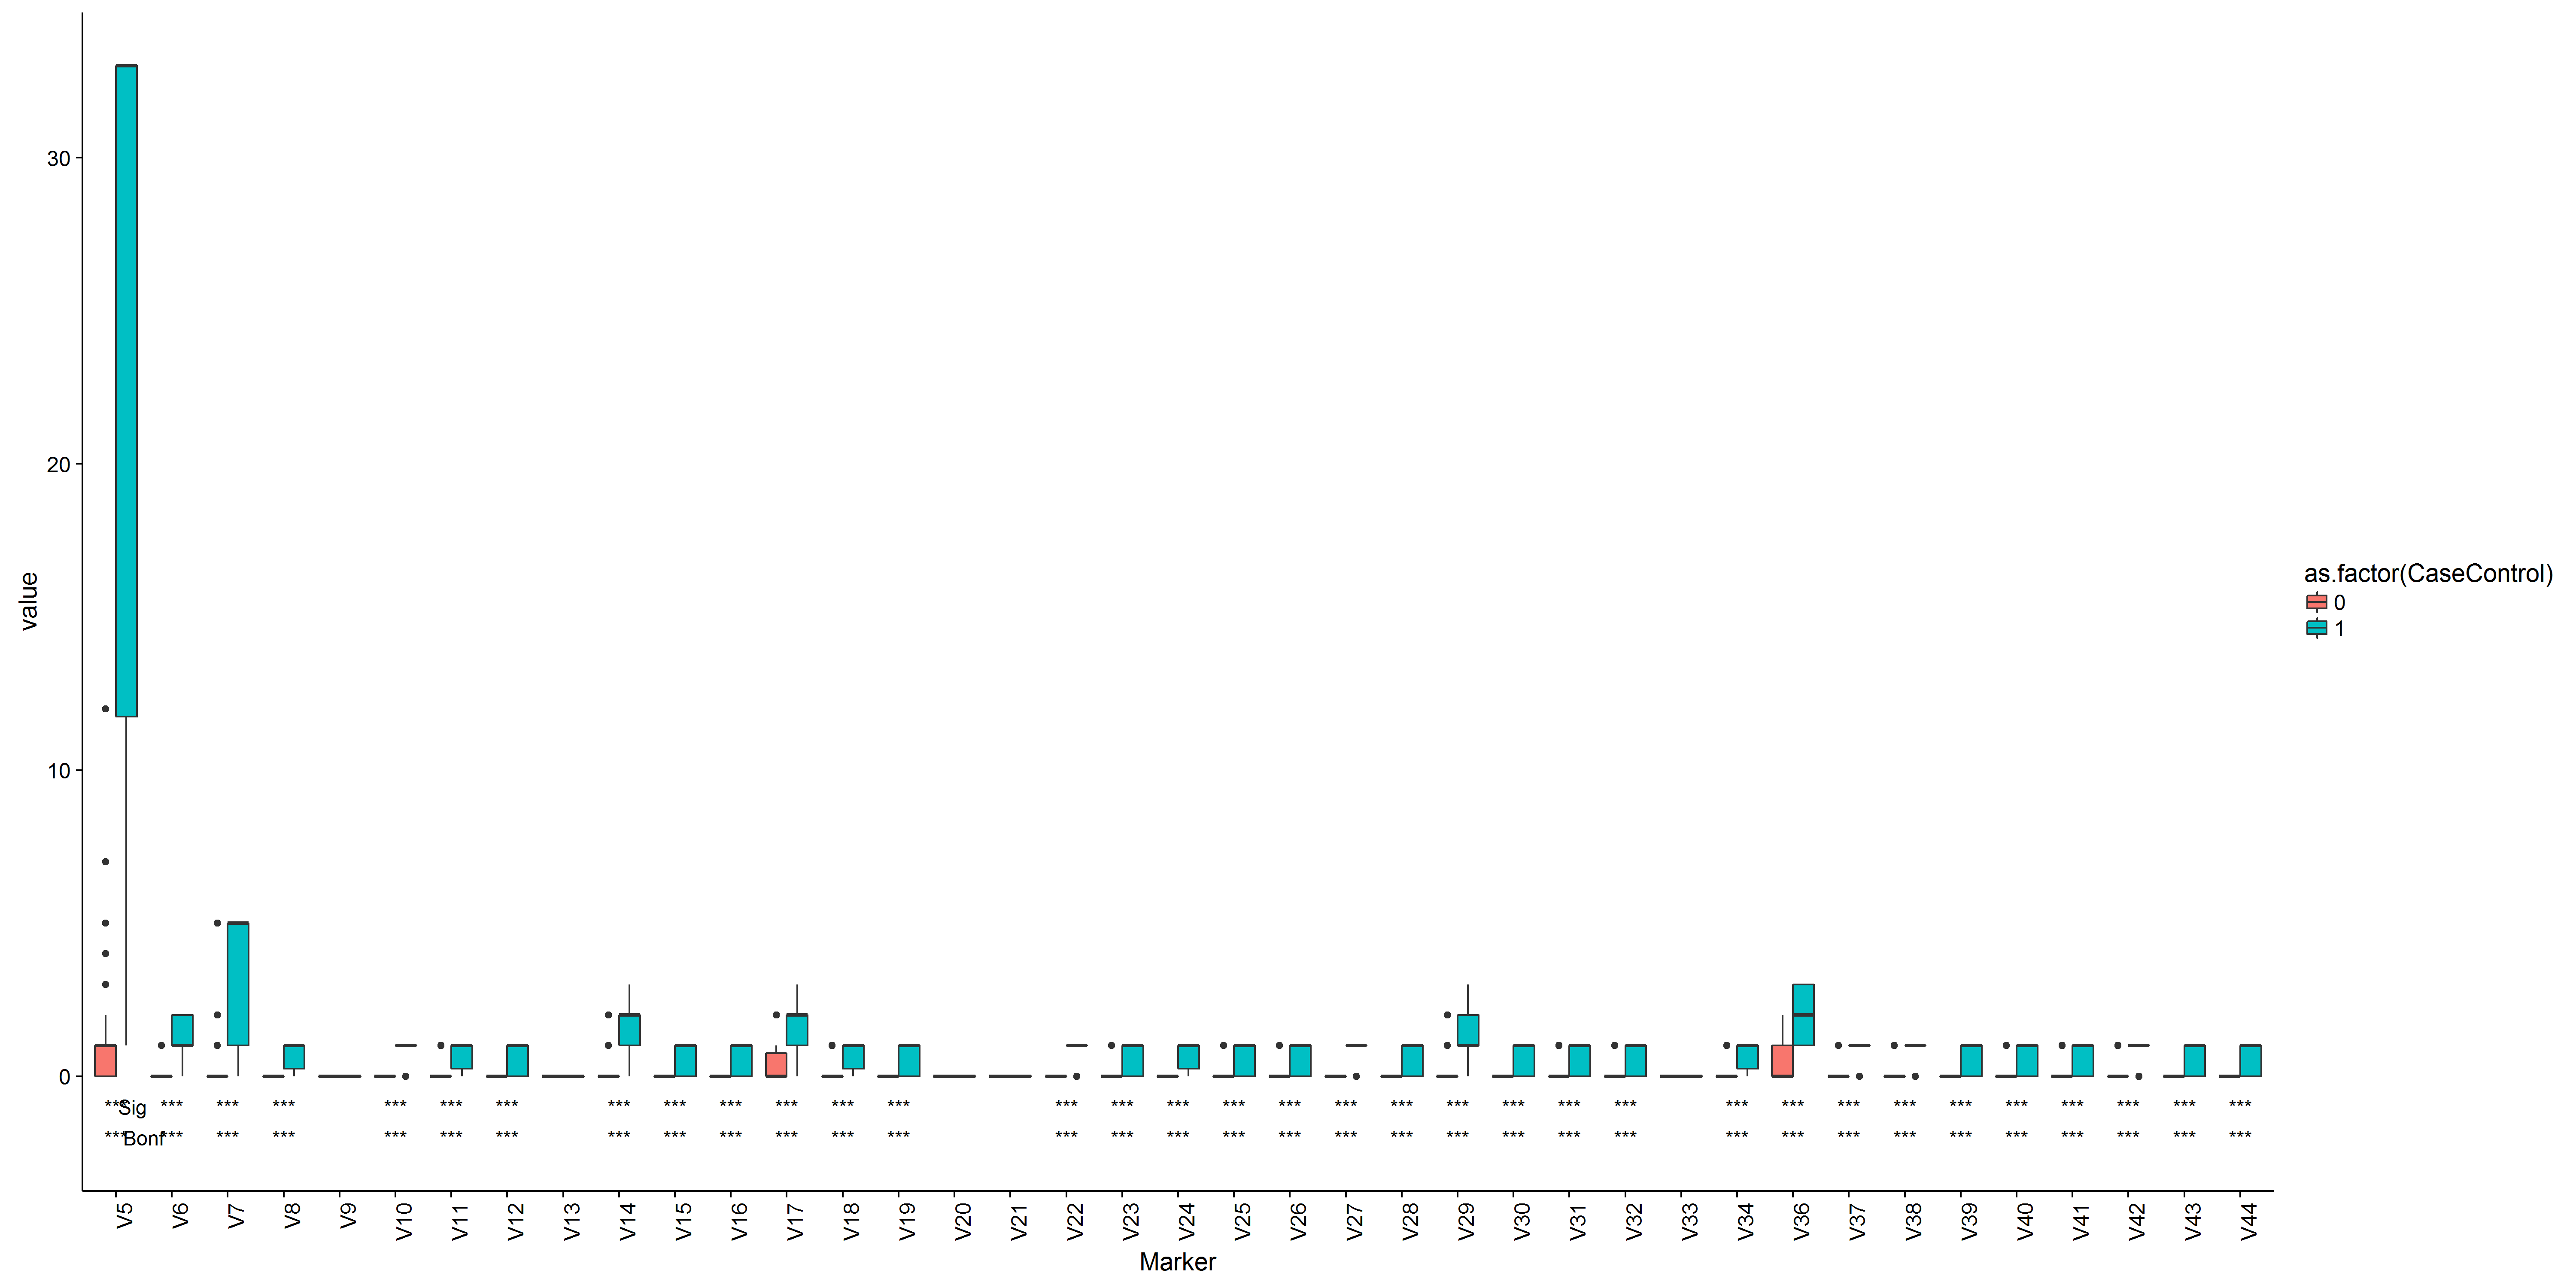 value
30
20
10
0
as.factor(CaseControl)
0
1
*** Sig *** *** *** *** *** *** *** *** *** *** *** *** *** *** *** *** *** *** *** *** *** *** *** *** *** *** *** *** *** *** *** *** ***
*** Bonf *** *** *** *** *** *** *** *** *** *** *** *** *** *** *** *** *** *** *** *** *** *** *** *** *** *** *** *** *** *** *** *** ***
V5 V6 V7 V8 V9 V10 V11 V12 V13 V14 V15 V16 V17 V18 V19 V20 V21 V22 V23 V24 V25 V26 V27 V28 V29 V30 V31 V32 V33 V34 V36 V37 V38 V39 V40 V41 V42 V43 V44
Marker